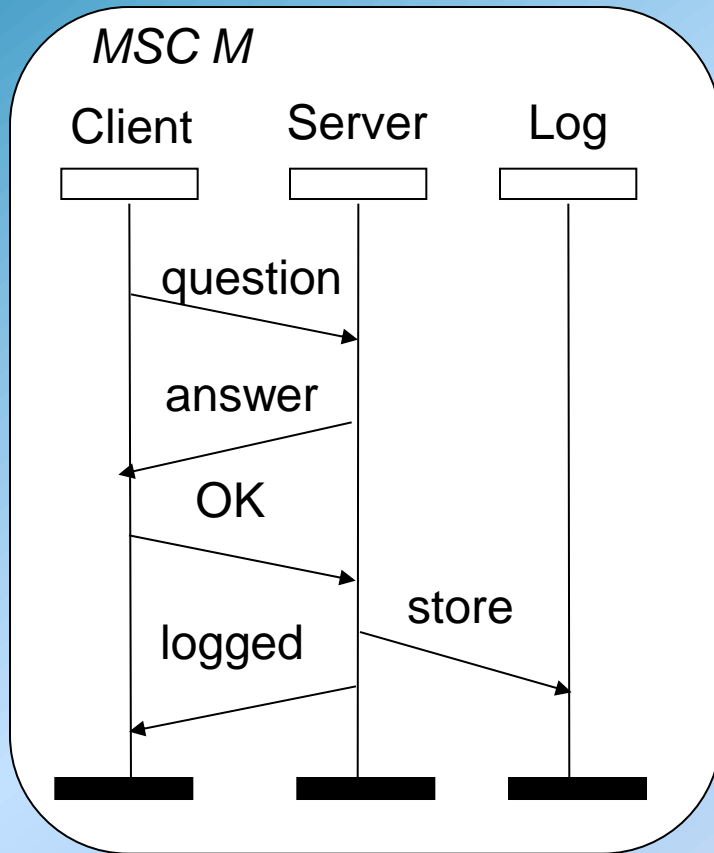 MSC M
Client Server Log
question
answer
OK
store
logged